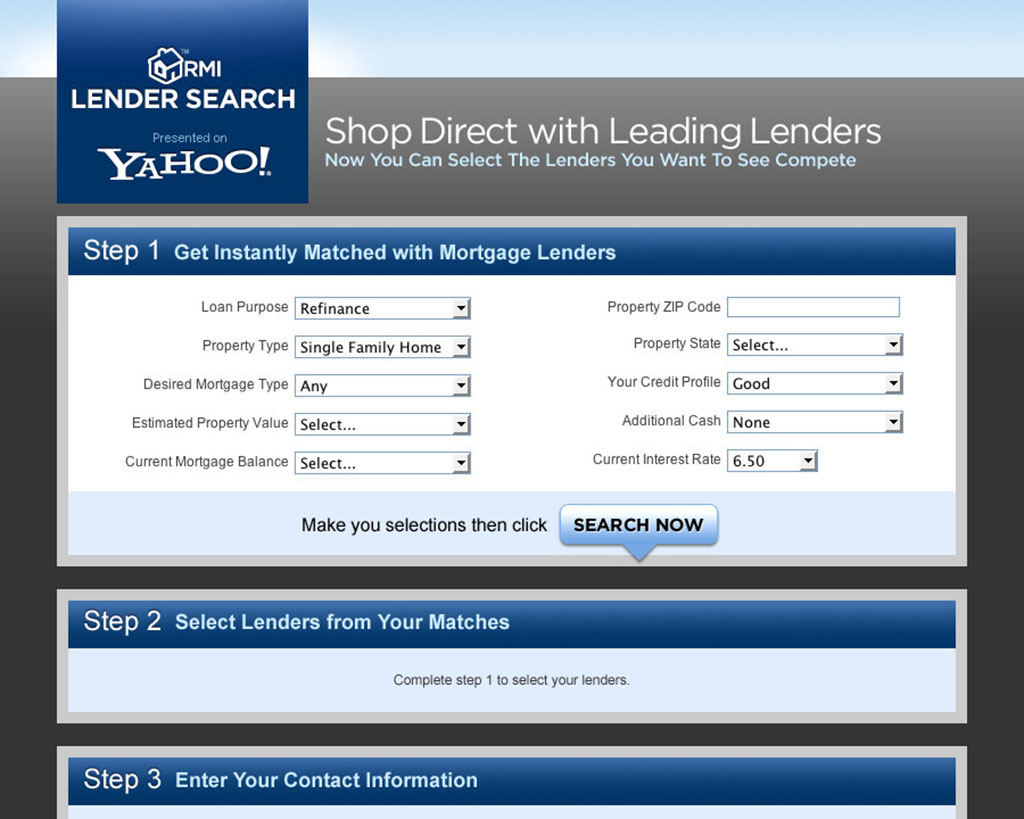 ™
RMI
LENDER SEARCH
Presented on
YAHOO!®
Shop Direct with Leading Lenders
Now You Can Select The Lenders You Want To See Compete
Step 1 Get Instantly Matched with Mortgage Lenders
Loan Purpose Refinance
Property Type Single Family Home
Desired Mortgage Type Any
Estimated Property Value Select...
Current Mortgage Balance Select...
Property ZIP Code
Property State Select...
Your Credit Profile Good
Additional Cash None
Current Interest Rate 6.50
Make you selections then click SEARCH NOW
Step 2 Select Lenders from Your Matches
Complete step 1 to select your lenders.
Step 3 Enter Your Contact Information